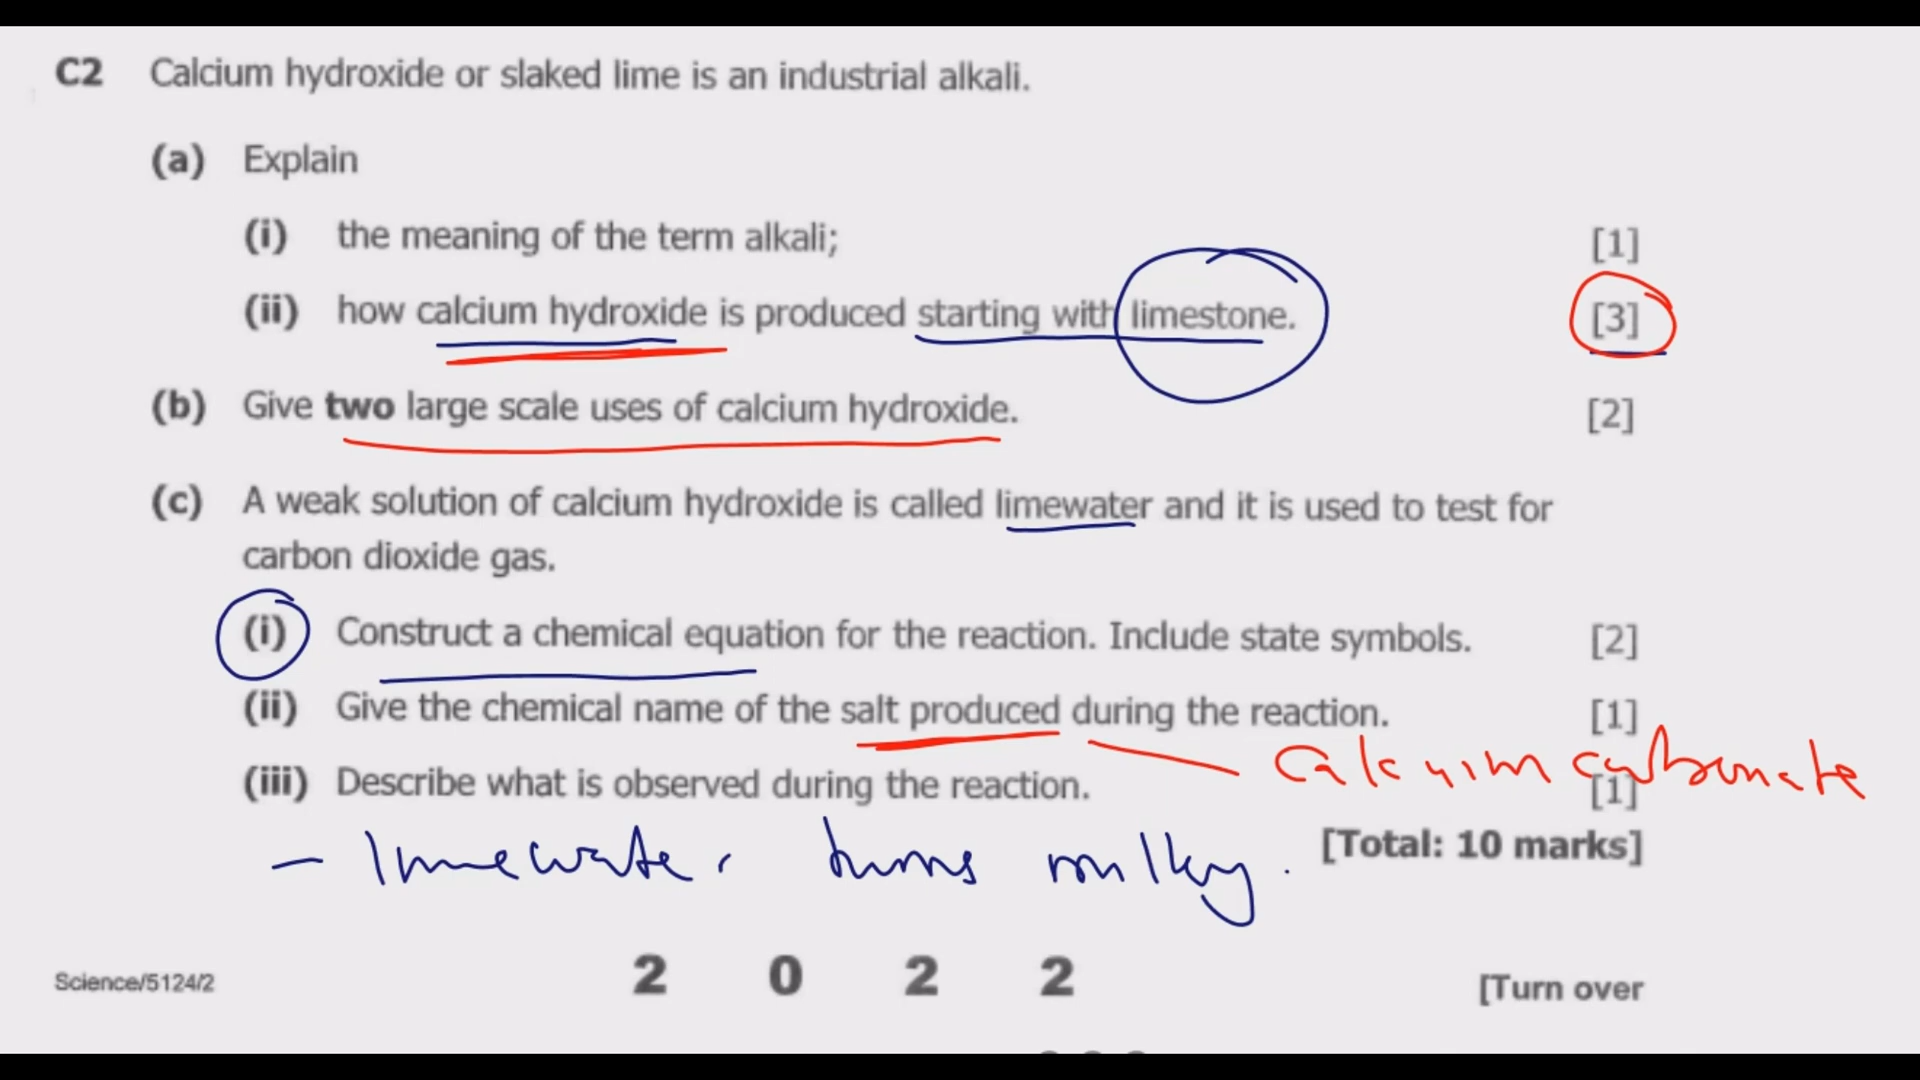 C2 Calcium hydroxide or slaked lime is an industrial alkali.
(a) Explain
(i) the meaning of the term alkali; [1]
(ii) how calcium hydroxide is produced starting with limestone. [3]
(b) Give two large scale uses of calcium hydroxide. [2]
(c) A weak solution of calcium hydroxide is called limewater and it is used to test for
carbon dioxide gas.
(i) Construct a chemical equation for the reaction. Include state symbols. [2]
(ii) Give the chemical name of the salt produced during the reaction. [1]
calcium carbonate
(iii) Describe what is observed during the reaction. [1]
[Total: 10 marks]
– limewater turns milky.
Science/5124/2 2 0 2 2 [Turn over